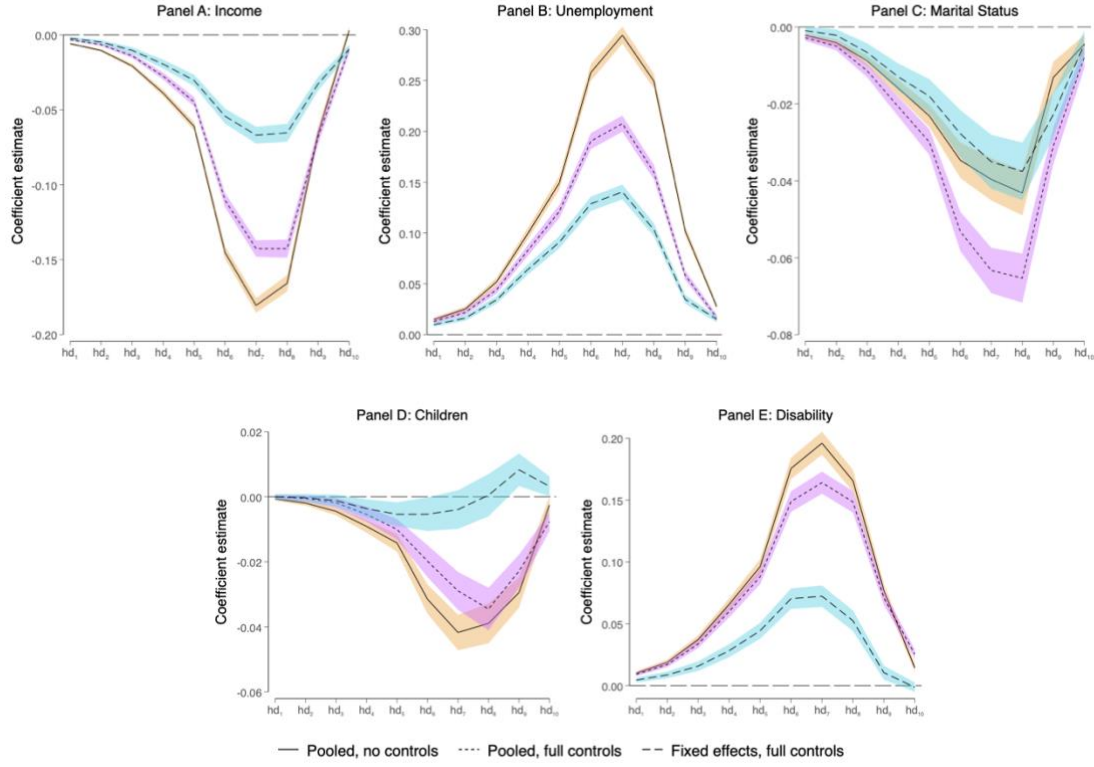 Panel A: Income
Coefficient estimate
0.00
-0.05
-0.10
-0.15
-0.20
hd₁ hd₂ hd₃ hd₄ hd₅ hd₆ hd₇ hd₈ hd₉ hd₁₀
Panel B: Unemployment
Coefficient estimate
0.30
0.25
0.20
0.15
0.10
0.05
0.00
hd₁ hd₂ hd₃ hd₄ hd₅ hd₆ hd₇ hd₈ hd₉ hd₁₀
Panel C: Marital Status
Coefficient estimate
0.00
-0.02
-0.04
-0.06
-0.08
hd₁ hd₂ hd₃ hd₄ hd₅ hd₆ hd₇ hd₈ hd₉ hd₁₀
Panel D: Children
Coefficient estimate
0.02
0.00
-0.02
-0.04
-0.06
hd₁ hd₂ hd₃ hd₄ hd₅ hd₆ hd₇ hd₈ hd₉ hd₁₀
Panel E: Disability
Coefficient estimate
0.20
0.15
0.10
0.05
0.00
hd₁ hd₂ hd₃ hd₄ hd₅ hd₆ hd₇ hd₈ hd₉ hd₁₀
Pooled, no controls Pooled, full controls Fixed effects, full controls